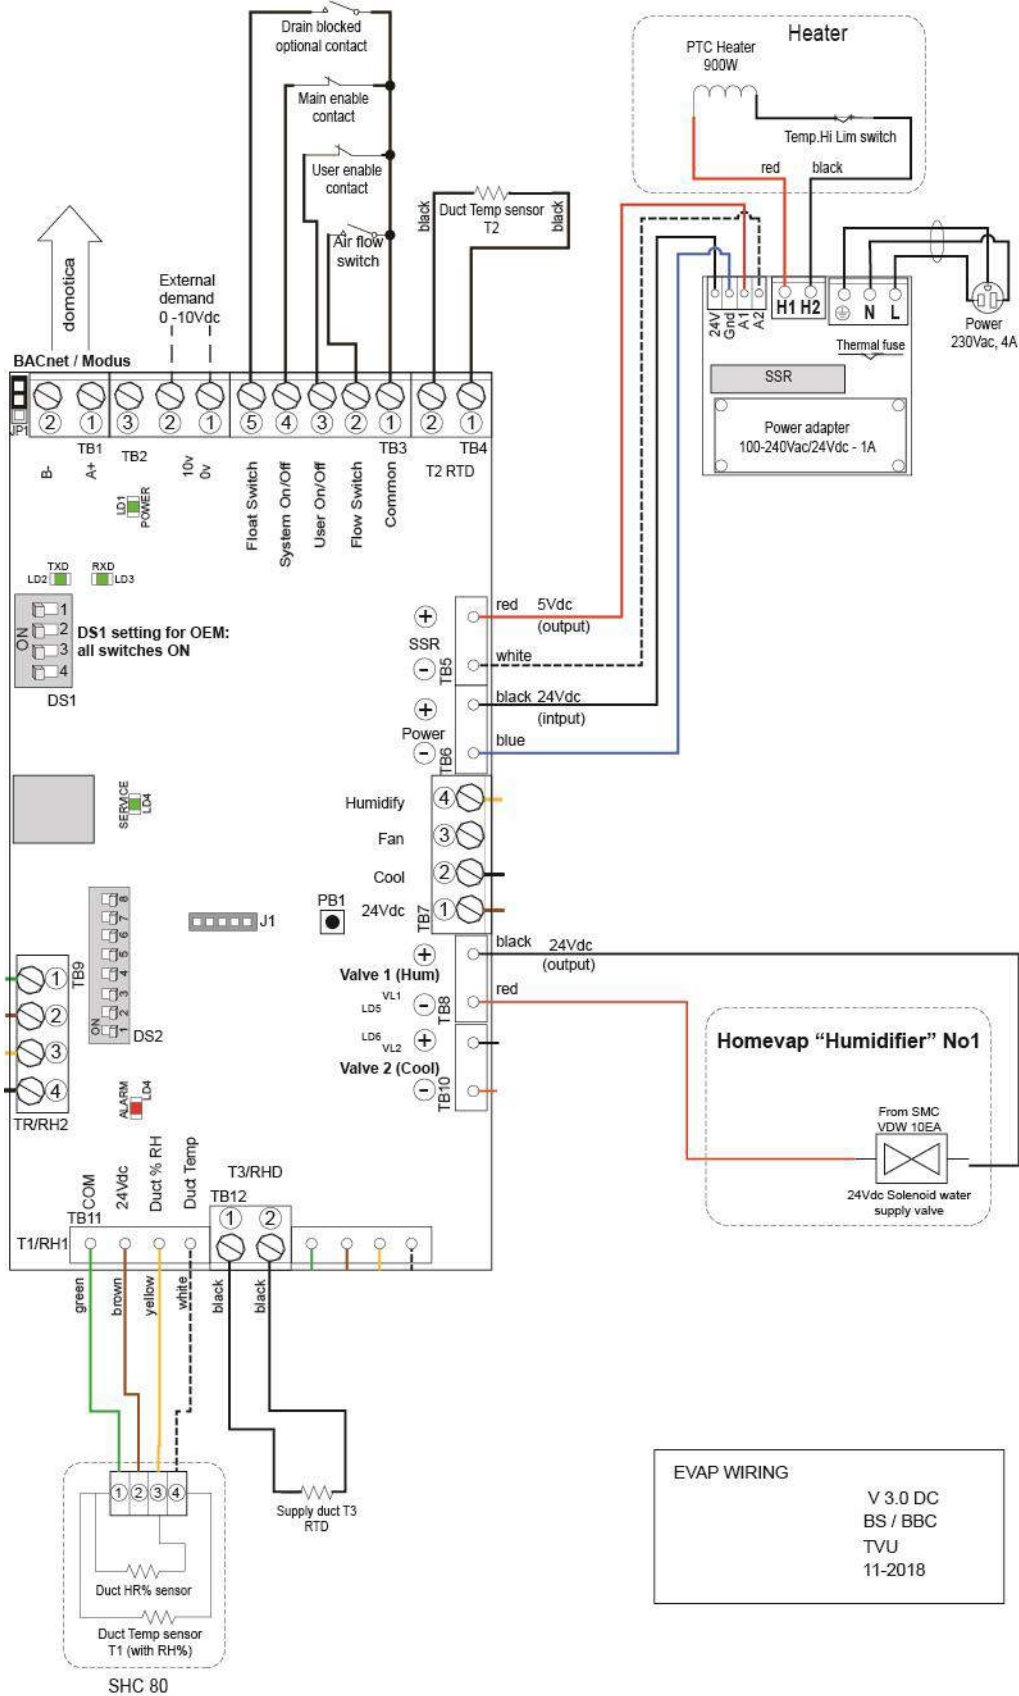 Drain blocked
optional contact
Main enable
contact
User enable
contact
Air flow
switch
black
Duct Temp sensor
T2
black
Heater
PTC Heater
900W
Temp.Hi Lim switch
red
black
24V
Gnd
A1
A2
H1 H2
N
L
Power
230Vac, 4A
Thermal fuse
SSR
Power adapter
100-240Vac/24Vdc - 1A
domotica
External
demand
0 -10Vdc
BACnet / Modus
JP1
2
1
3
2
1
5
4
3
2
1
2
1
TB1
TB2
TB3
TB4
B-
A+
10v
0v
Float Switch
System On/Off
User On/Off
Flow Switch
Common
T2 RTD
LD1
POWER
TXD
RXD
LD2
LD3
ON
1
2
3
4
DS1 setting for OEM:
all switches ON
DS1
+
SSR
-
TB5
red
5Vdc
(output)
white
+
Power
-
TB6
black 24Vdc
(intput)
blue
SERVICE
LD4
Humidify
4
Fan
3
Cool
2
24Vdc
1
TB7
PB1
J1
8
7
6
5
4
3
2
1
ON
DS2
TB9
1
2
3
4
TR/RH2
ALARM
LD4
+
Valve 1 (Hum)
VL1
LD5
-
TB8
black
24Vdc
(output)
red
LD6
VL2
+
Valve 2 (Cool)
-
TB10
Homevap “Humidifier” No1
From SMC
VDW 10EA
24Vdc Solenoid water
supply valve
COM
24Vdc
Duct % RH
Duct Temp
TB11
T3/RHD
TB12
1
2
T1/RH1
green
brown
yellow
white
black
black
1
2
3
4
Duct HR% sensor
Duct Temp sensor
T1 (with RH%)
SHC 80
Supply duct T3
RTD
EVAP WIRING
V 3.0 DC
BS / BBC
TVU
11-2018